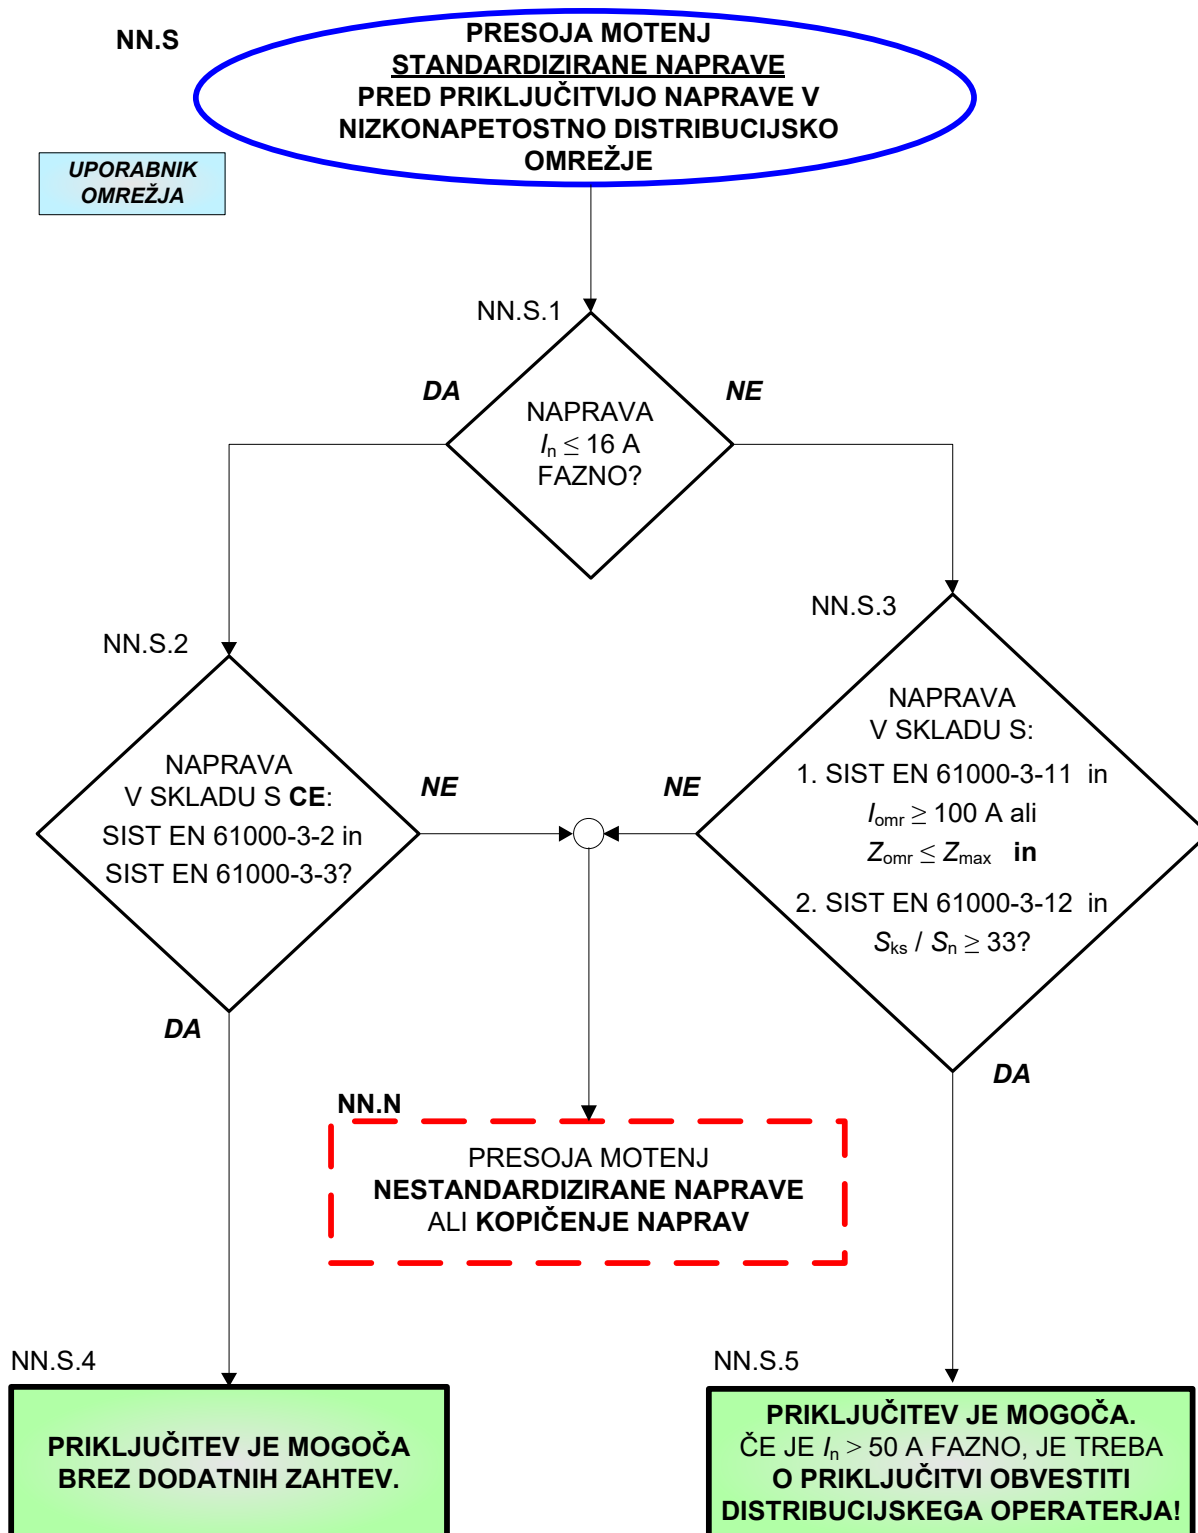 NN.S
PRESOJA MOTENJ
STANDARDIZIRANE NAPRAVE
PRED PRIKLJUČITVIJO NAPRAVE V
NIZKONAPETOSTNO DISTRIBUCIJSKO
OMREŽJE
UPORABNIK
OMREŽJA
NN.S.1
DA
NE
NAPRAVA
In ≤ 16 A
FAZNO?
NN.S.2
NAPRAVA
V SKLADU S CE:
SIST EN 61000-3-2 in
SIST EN 61000-3-3?
NE
DA
NN.S.3
NAPRAVA
V SKLADU S:
1. SIST EN 61000-3-11 in
Iomr ≥ 100 A ali
Zomr ≤ Zmax in
2. SIST EN 61000-3-12 in
Sks / Sn ≥ 33?
NE
DA
NN.N
PRESOJA MOTENJ
NESTANDARDIZIRANE NAPRAVE
ALI KOPIČENJE NAPRAV
NN.S.4
PRIKLJUČITEV JE MOGOČA
BREZ DODATNIH ZAHTEV.
NN.S.5
PRIKLJUČITEV JE MOGOČA.
ČE JE In > 50 A FAZNO, JE TREBA
O PRIKLJUČITVI OBVESTITI
DISTRIBUCIJSKEGA OPERATERJA!